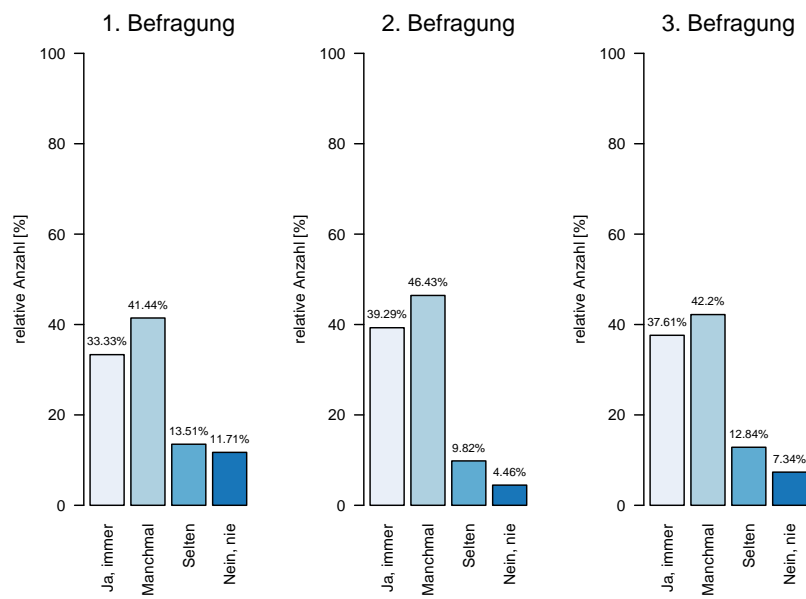 1. Befragung
relative Anzahl [%]
100
80
60
40
20
0
33.33%
41.44%
13.51%
11.71%
Ja, immer
Manchmal
Selten
Nein, nie
2. Befragung
relative Anzahl [%]
100
80
60
40
20
0
39.29%
46.43%
9.82%
4.46%
Ja, immer
Manchmal
Selten
Nein, nie
3. Befragung
relative Anzahl [%]
100
80
60
40
20
0
37.61%
42.2%
12.84%
7.34%
Ja, immer
Manchmal
Selten
Nein, nie